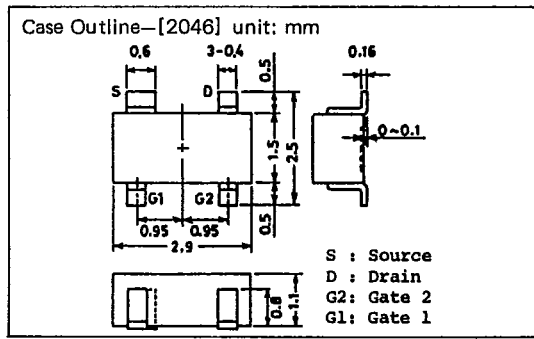 Case Outline—[2046] unit: mm
0.6 3-0.4 0.16
S D 0.5
0~0.1
1.5 2.5
G1 G2
0.95 0.95 0.5
2.9
S : Source
D : Drain
G2: Gate 2
G1: Gate 1
0.8 1.1